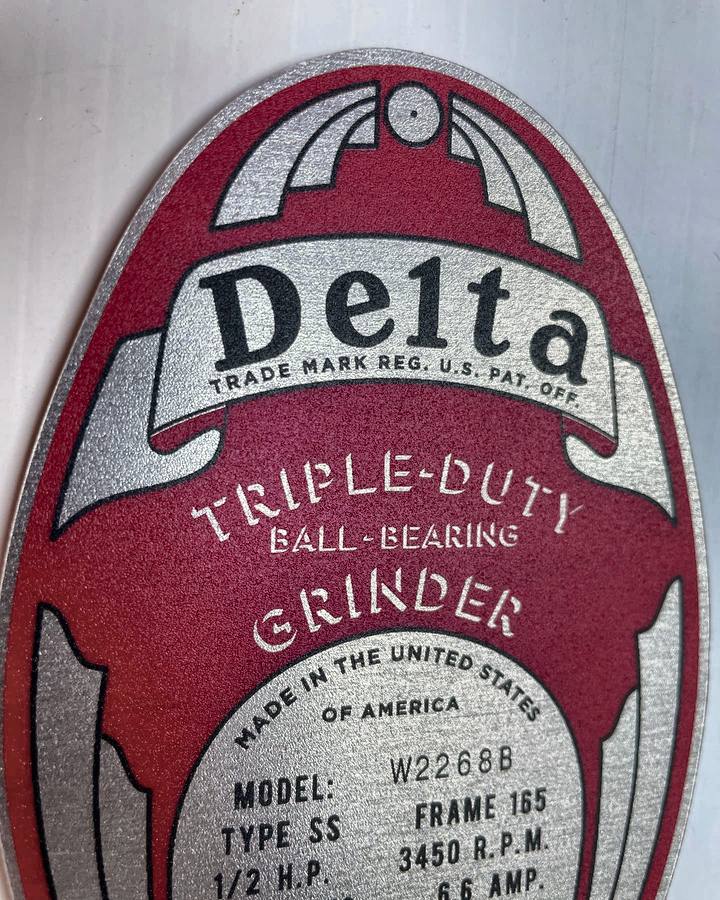 Delta
TRADE MARK REG. U.S. PAT. OFF.
TRIPLE-DUTY
BALL-BEARING
GRINDER
MADE IN THE UNITED STATES
OF AMERICA
MODEL: W2268B
TYPE SS FRAME 165
1/2 H.P. 3450 R.P.M.
6.6 AMP.